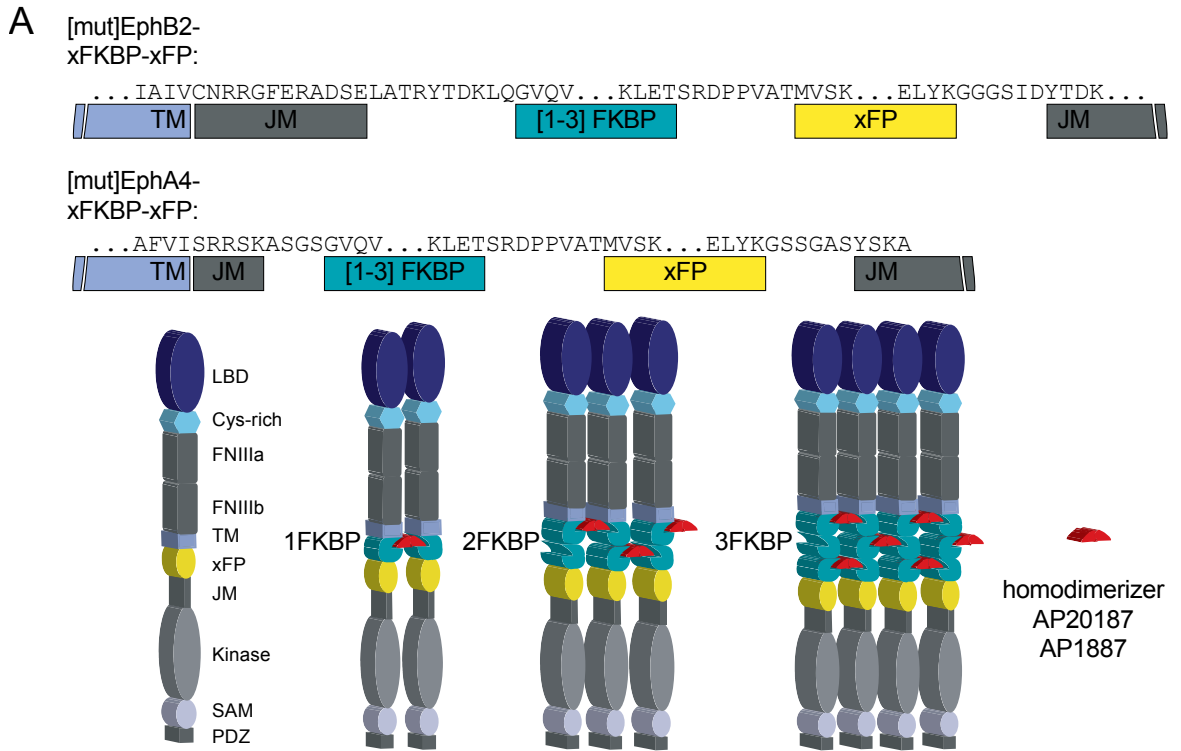 A
[mut]EphB2-
xFKBP-xFP:
...IAIVCNRRGFERADSELATRYTDKLQGVQV...KLETSRDPPVATMVSK...ELYKGGGSIDYTDK...
TM JM [1-3] FKBP xFP JM
[mut]EphA4-
xFKBP-xFP:
...AFVISRRSKASGSGVQV...KLETSRDPPVATMVSK...ELYKGSSGASYSKA
TM JM [1-3] FKBP xFP JM
LBD
Cys-rich
FNIIIa
FNIIIb
TM
xFP
JM
Kinase
SAM
PDZ
1FKBP
2FKBP
3FKBP
homodimerizer
AP20187
AP1887